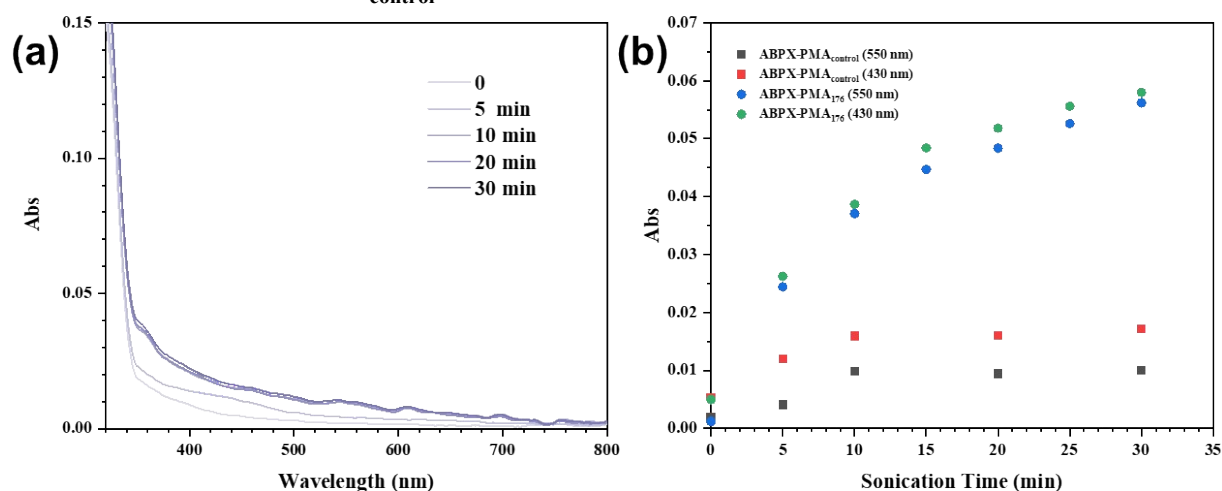 control
(a)
0.15
0.10
0.05
0.00
Abs
400
500
600
700
800
Wavelength (nm)
0
5 min
10 min
20 min
30 min
(b)
0.07
0.06
0.05
0.04
0.03
0.02
0.01
0.00
Abs
0
5
10
15
20
25
30
35
Sonication Time (min)
ABPX-PMAcontrol (550 nm)
ABPX-PMAcontrol (430 nm)
ABPX-PMA176 (550 nm)
ABPX-PMA176 (430 nm)